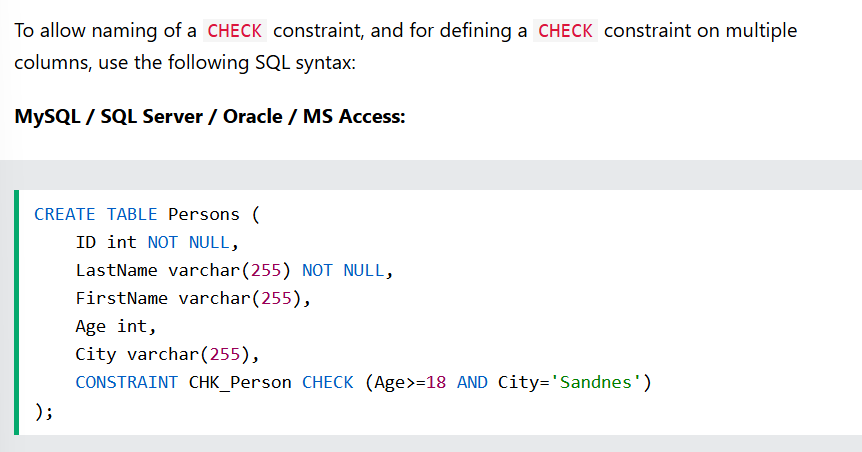 To allow naming of a CHECK constraint, and for defining a CHECK constraint on multiple
columns, use the following SQL syntax:
MySQL / SQL Server / Oracle / MS Access:
CREATE TABLE Persons (
    ID int NOT NULL,
    LastName varchar(255) NOT NULL,
    FirstName varchar(255),
    Age int,
    City varchar(255),
    CONSTRAINT CHK_Person CHECK (Age>=18 AND City='Sandnes')
);